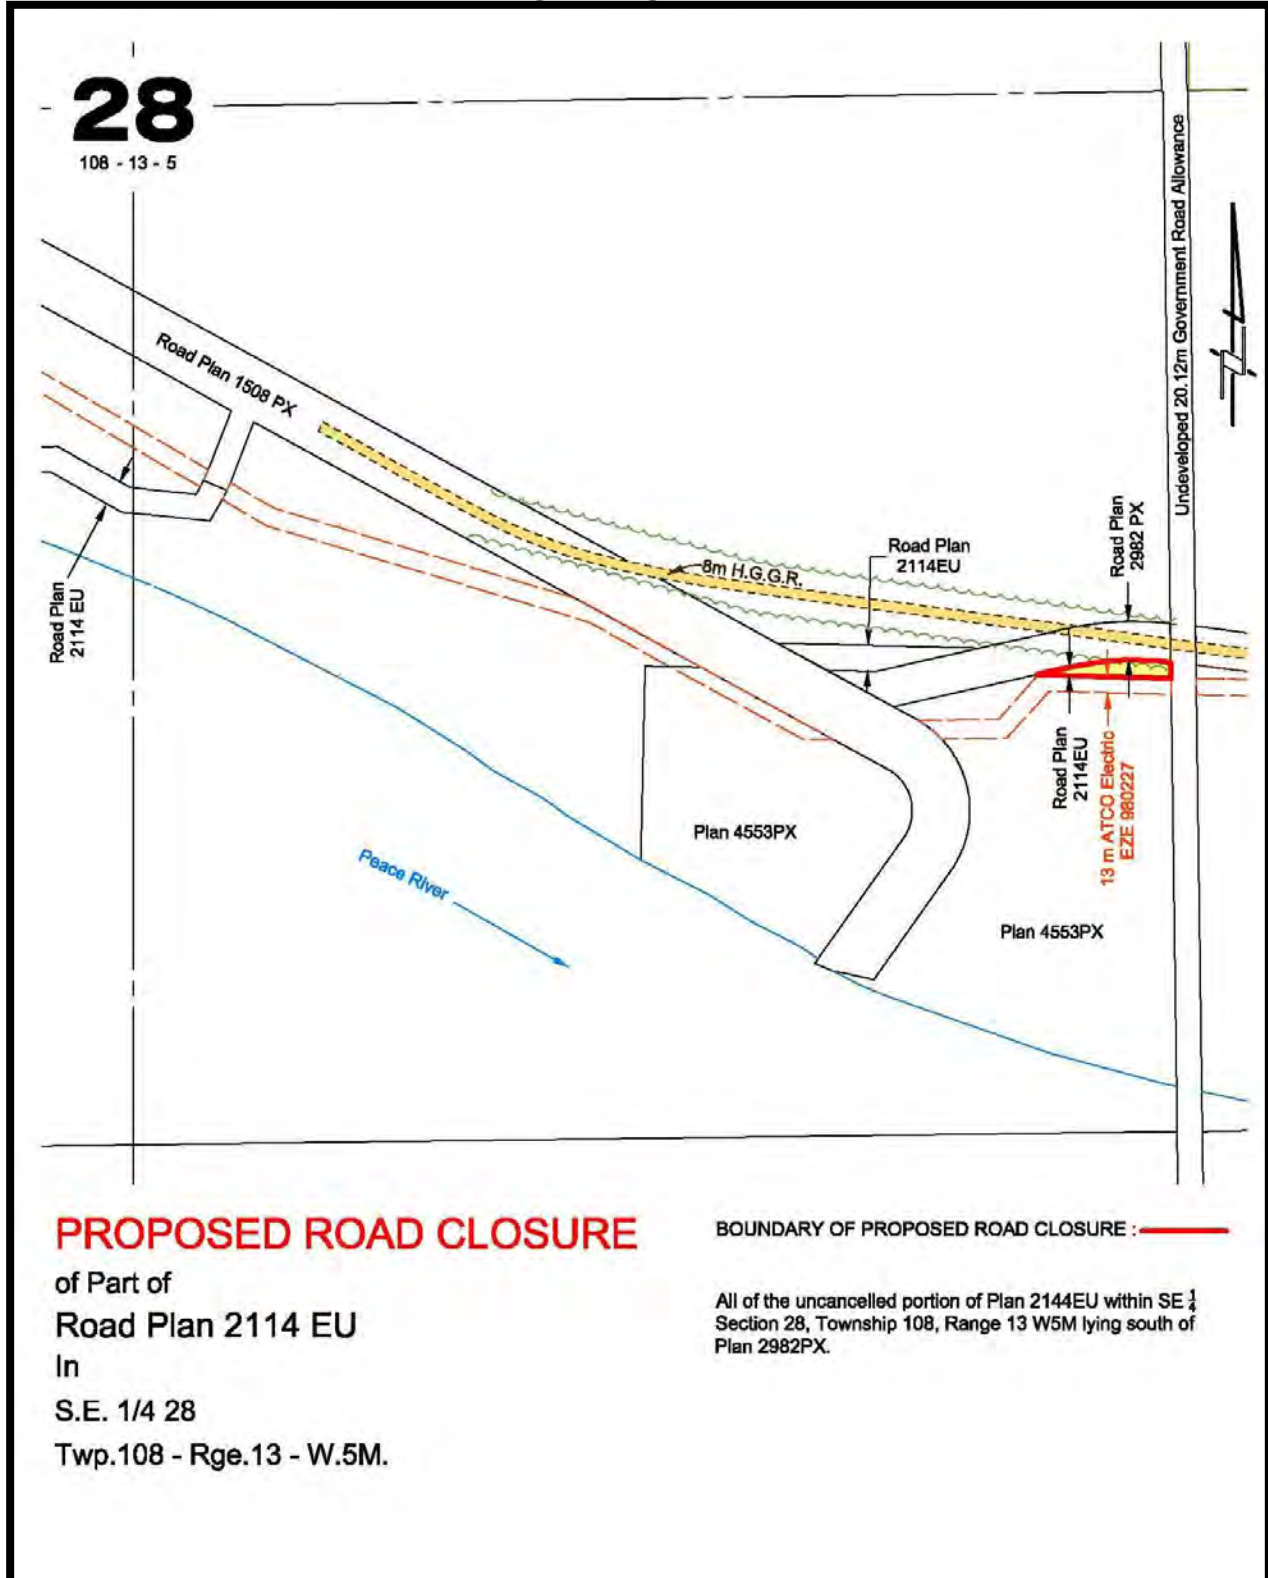 28
108 - 13 - 5
Undeveloped 20.12m Government Road Allowance
Road Plan 1508 PX
Road Plan
2982 PX
Road Plan
2114EU
8m H.G.G.R.
Road Plan
2114 EU
Road Plan
2114EU
13 m ATCO Electric
EZE 980227
Plan 4553PX
Peace River
Plan 4553PX
PROPOSED ROAD CLOSURE
of Part of
Road Plan 2114 EU
In
S.E. 1/4 28
Twp.108 - Rge.13 - W.5M.
BOUNDARY OF PROPOSED ROAD CLOSURE :
All of the uncancelled portion of Plan 2144EU within SE 1/4
Section 28, Township 108, Range 13 W5M lying south of
Plan 2982PX.